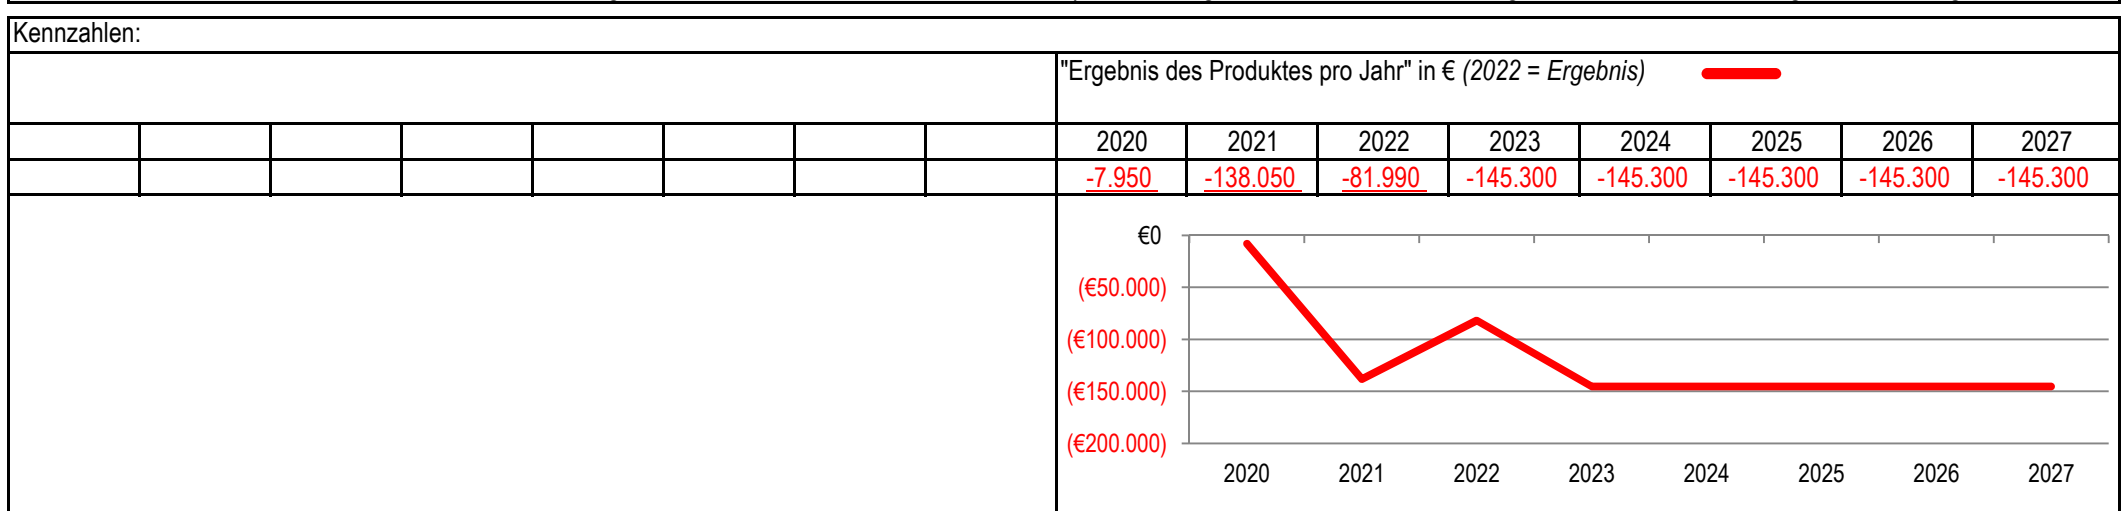 Kennzahlen:
"Ergebnis des Produktes pro Jahr" in € (2022 = Ergebnis)
2020 2021 2022 2023 2024 2025 2026 2027
-7.950 -138.050 -81.990 -145.300 -145.300 -145.300 -145.300 -145.300
€0
(€50.000)
(€100.000)
(€150.000)
(€200.000)
2020 2021 2022 2023 2024 2025 2026 2027